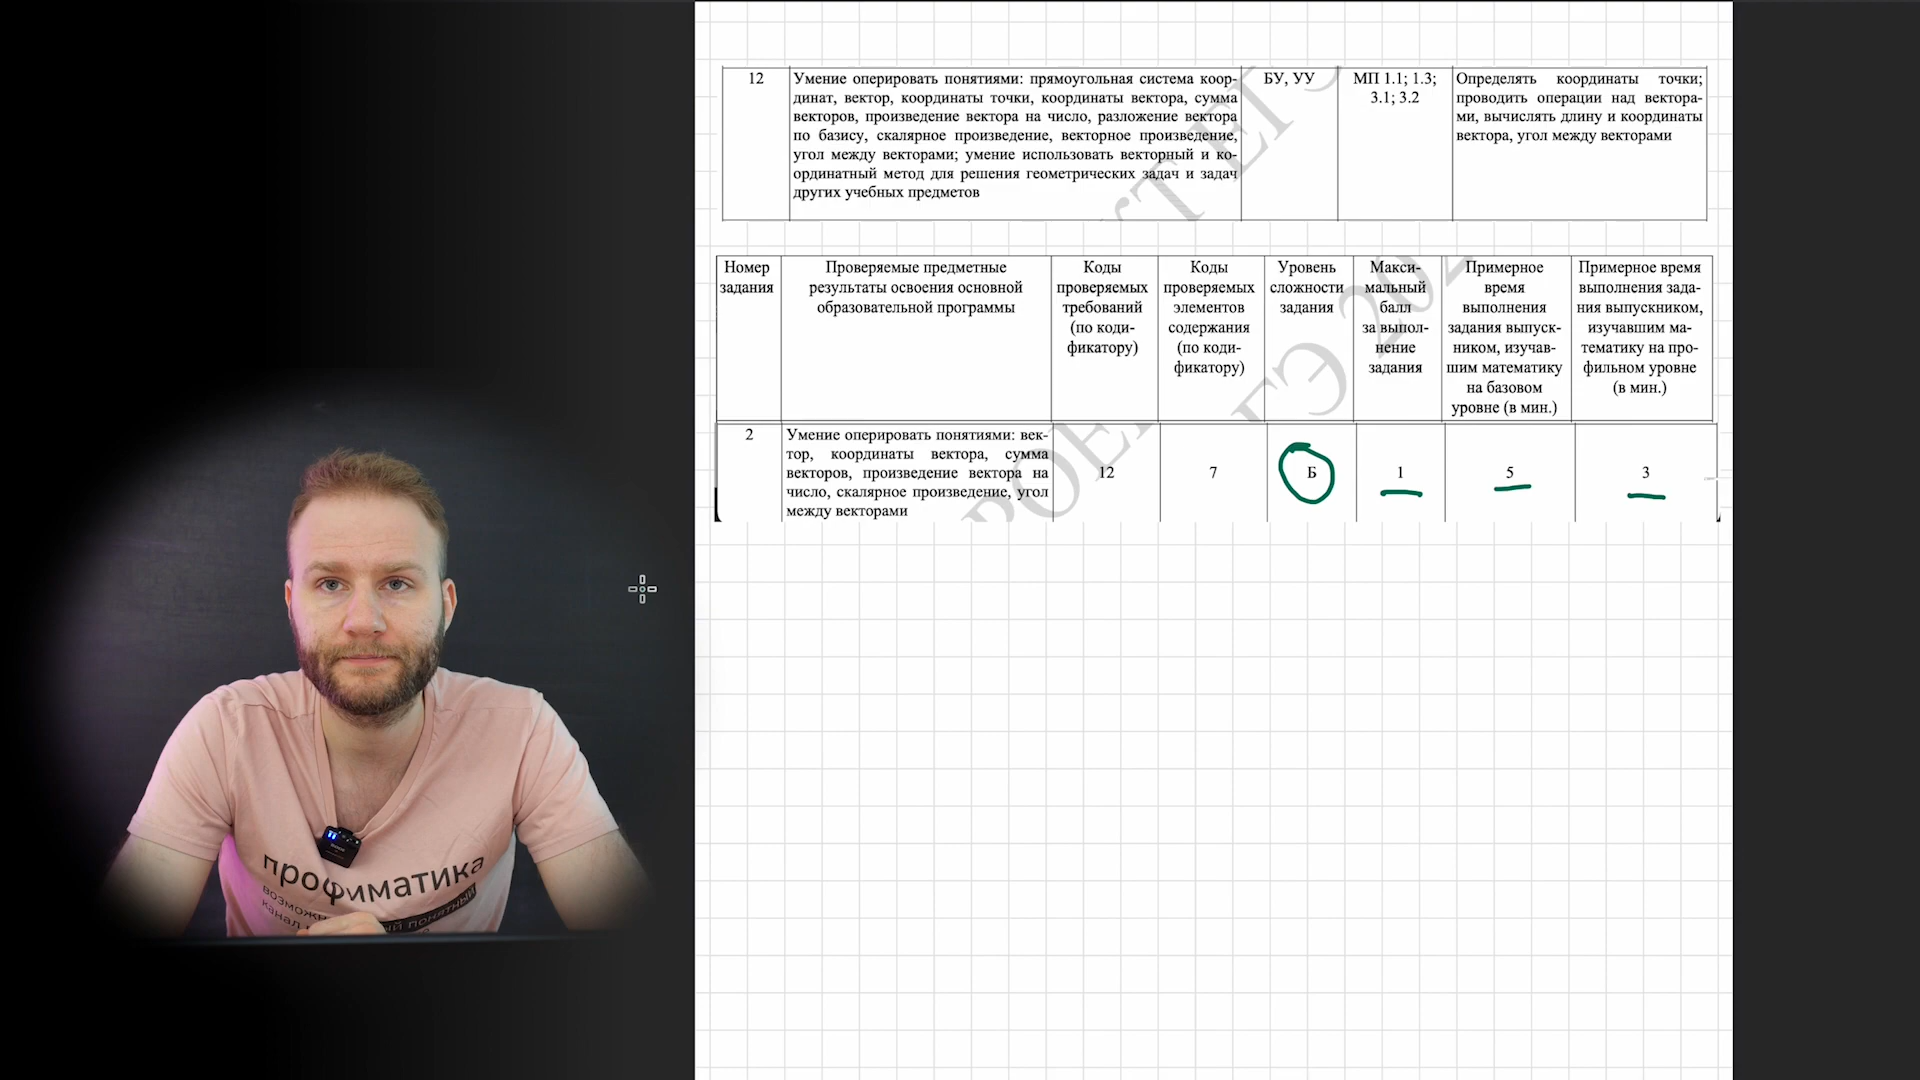 12
Умение оперировать понятиями: прямоугольная система коор-
динат, вектор, координаты точки, координаты вектора, сумма
векторов, произведение вектора на число, разложение вектора
по базису, скалярное произведение, векторное произведение,
угол между векторами; умение использовать векторный и ко-
ординатный метод для решения геометрических задач и задач
других учебных предметов
БУ, УУ
МП 1.1; 1.3;
3.1; 3.2
Определять координаты точки;
проводить операции над вектора-
ми, вычислять длину и координаты
вектора, угол между векторами
Номер
задания
Проверяемые предметные
результаты освоения основной
образовательной программы
Коды
проверяемых
требований
(по коди-
фикатору)
Коды
проверяемых
элементов
содержания
(по коди-
фикатору)
Уровень
сложности
задания
Макси-
мальный
балл
за выпол-
нение
задания
Примерное
время
выполнения
задания выпуск-
ником, изучав-
шим математику
на базовом
уровне (в мин.)
Примерное время
выполнения зада-
ния выпускником,
изучавшим ма-
тематику на про-
фильном уровне
(в мин.)
2
Умение оперировать понятиями: век-
тор, координаты вектора, сумма
векторов, произведение вектора на
число, скалярное произведение, угол
между векторами
12
7
Б
1
5
3
профиматика
понятный